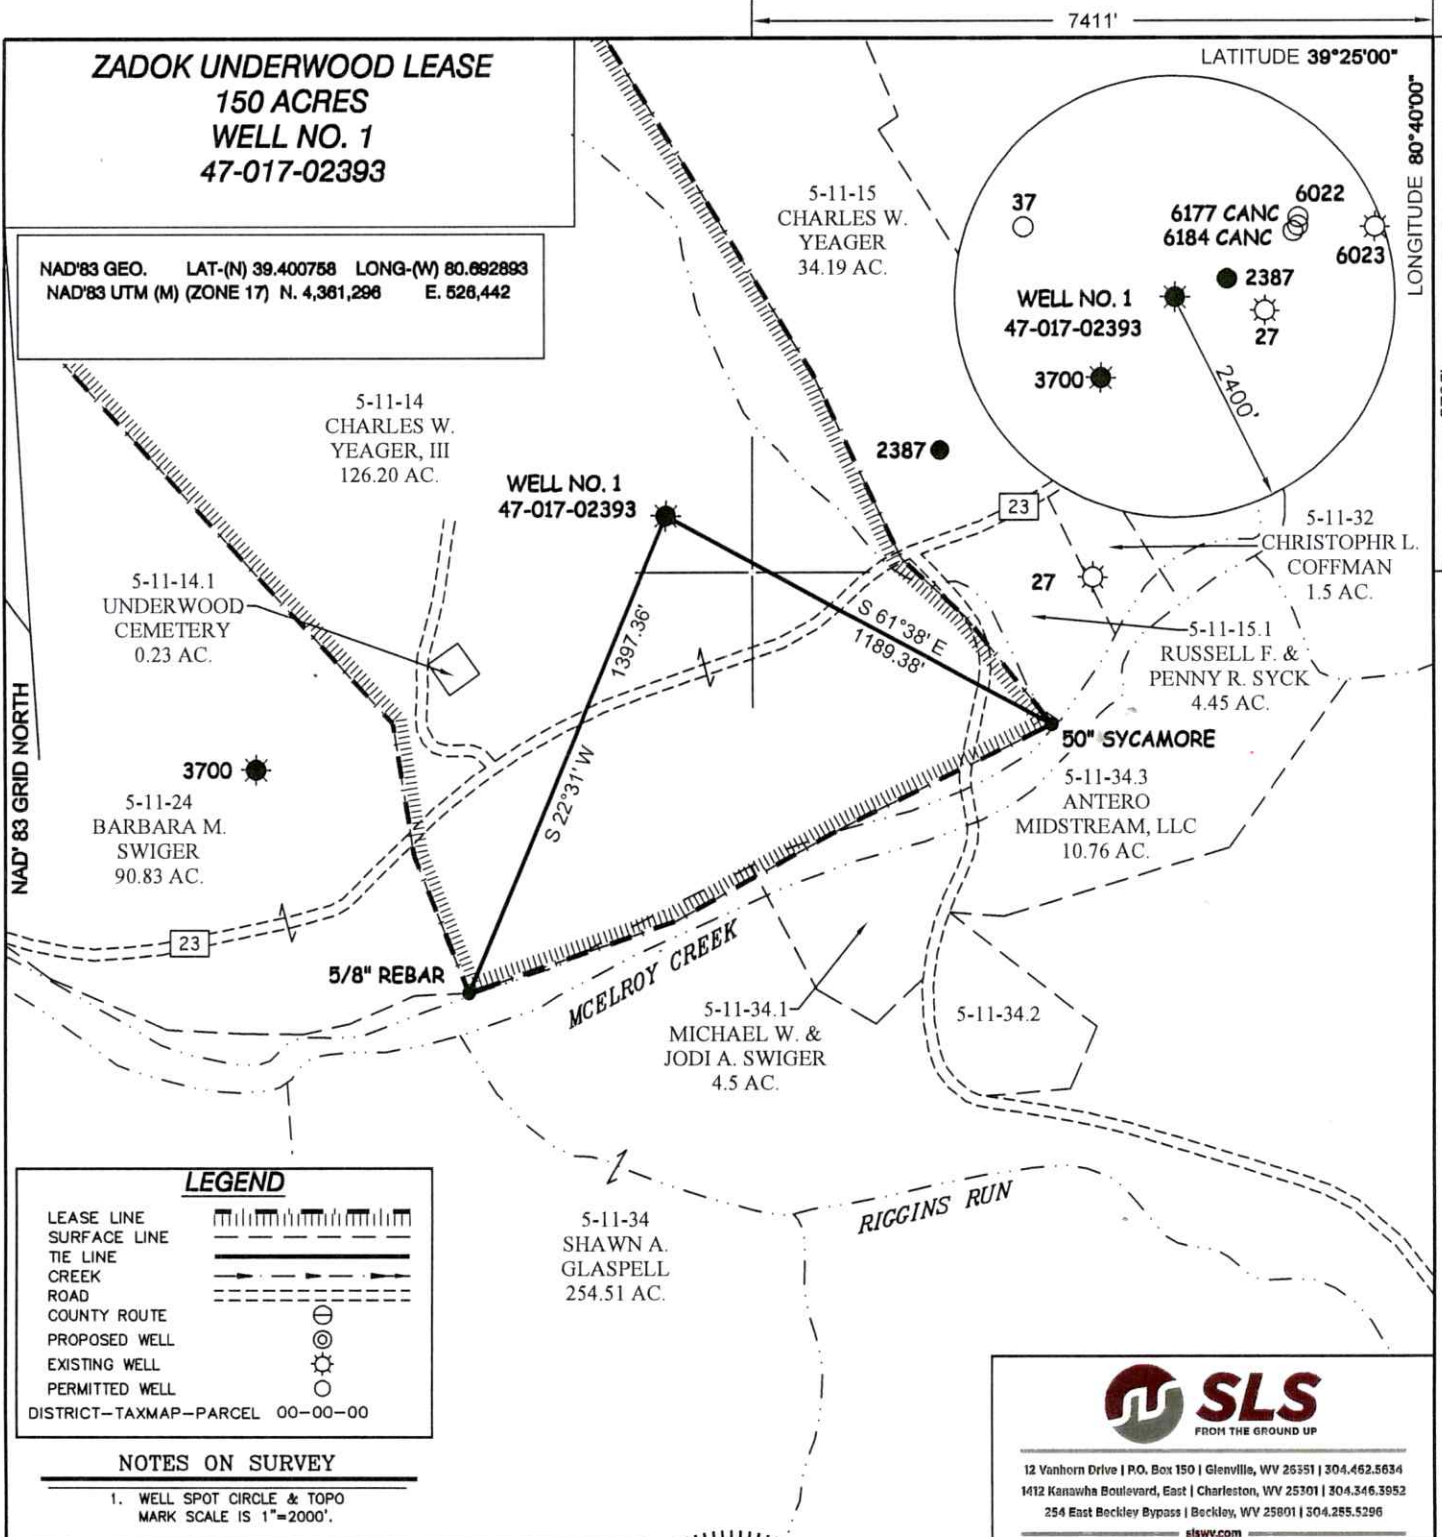 7411'
ZADOK UNDERWOOD LEASE
150 ACRES
WELL NO. 1
47-017-02393
NAD'83 GEO. LAT-(N) 39.400758 LONG-(W) 80.692893
NAD'83 UTM (M) (ZONE 17) N. 4,361,296 E. 526,442
LATITUDE 39°25'00"
LONGITUDE 80°40'00"
37
6022
6177 CANC
6184 CANC
6023
2387
WELL NO. 1
47-017-02393
27
3700
2400'
5-11-15
CHARLES W.
YEAGER
34.19 AC.
5-11-14
CHARLES W.
YEAGER, III
126.20 AC.
2387
WELL NO. 1
47-017-02393
23
5-11-32
CHRISTOPHR L.
COFFMAN
1.5 AC.
27
5-11-14.1
UNDERWOOD
CEMETERY
0.23 AC.
S 61°38' E
1189.38'
1397.36'
S 22°31' W
5-11-15.1
RUSSELL F. &
PENNY R. SYCK
4.45 AC.
50" SYCAMORE
NAD' 83 GRID NORTH
3700
5-11-24
BARBARA M.
SWIGER
90.83 AC.
5-11-34.3
ANTERO
MIDSTREAM, LLC
10.76 AC.
23
5/8" REBAR
MCELROY CREEK
5-11-34.1
MICHAEL W. &
JODI A. SWIGER
4.5 AC.
5-11-34.2
RIGGINS RUN
5-11-34
SHAWN A.
GLASPELL
254.51 AC.
LEGEND
LEASE LINE
SURFACE LINE
TIE LINE
CREEK
ROAD
COUNTY ROUTE
PROPOSED WELL
EXISTING WELL
PERMITTED WELL
DISTRICT-TAXMAP-PARCEL 00-00-00
NOTES ON SURVEY
1. WELL SPOT CIRCLE & TOPO
MARK SCALE IS 1"=2000'.
SLS
FROM THE GROUND UP
12 Vanhorn Drive | P.O. Box 150 | Glenville, WV 26351 | 304.462.5634
1412 Kanawha Boulevard, East | Charleston, WV 25301 | 304.346.3952
254 East Beckley Bypass | Beckley, WV 25801 | 304.255.5296
slswv.com